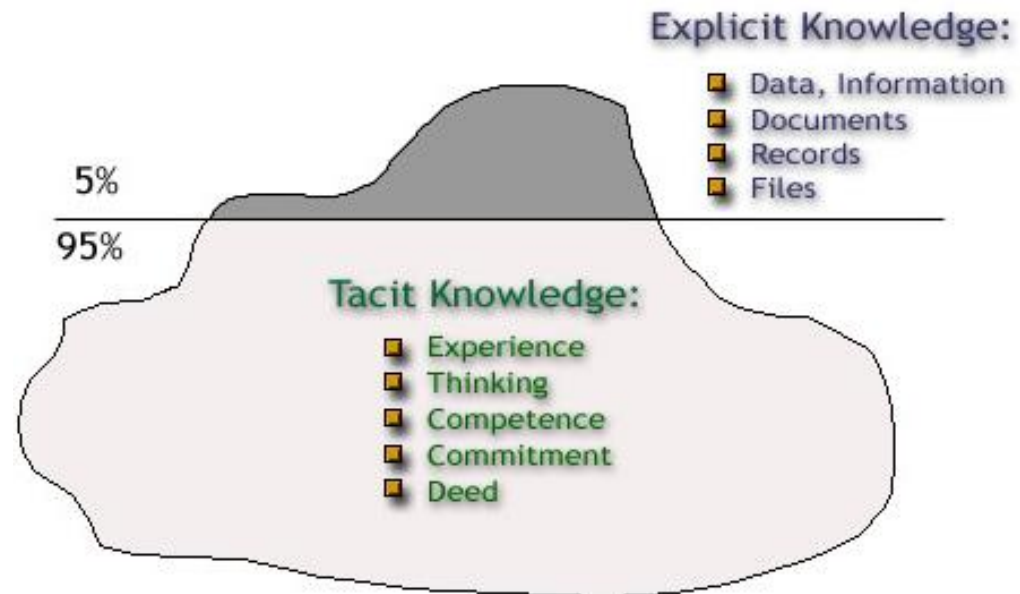 Explicit Knowledge:
Data, Information
Documents
Records
Files
5%
95%
Tacit Knowledge:
Experience
Thinking
Competence
Commitment
Deed